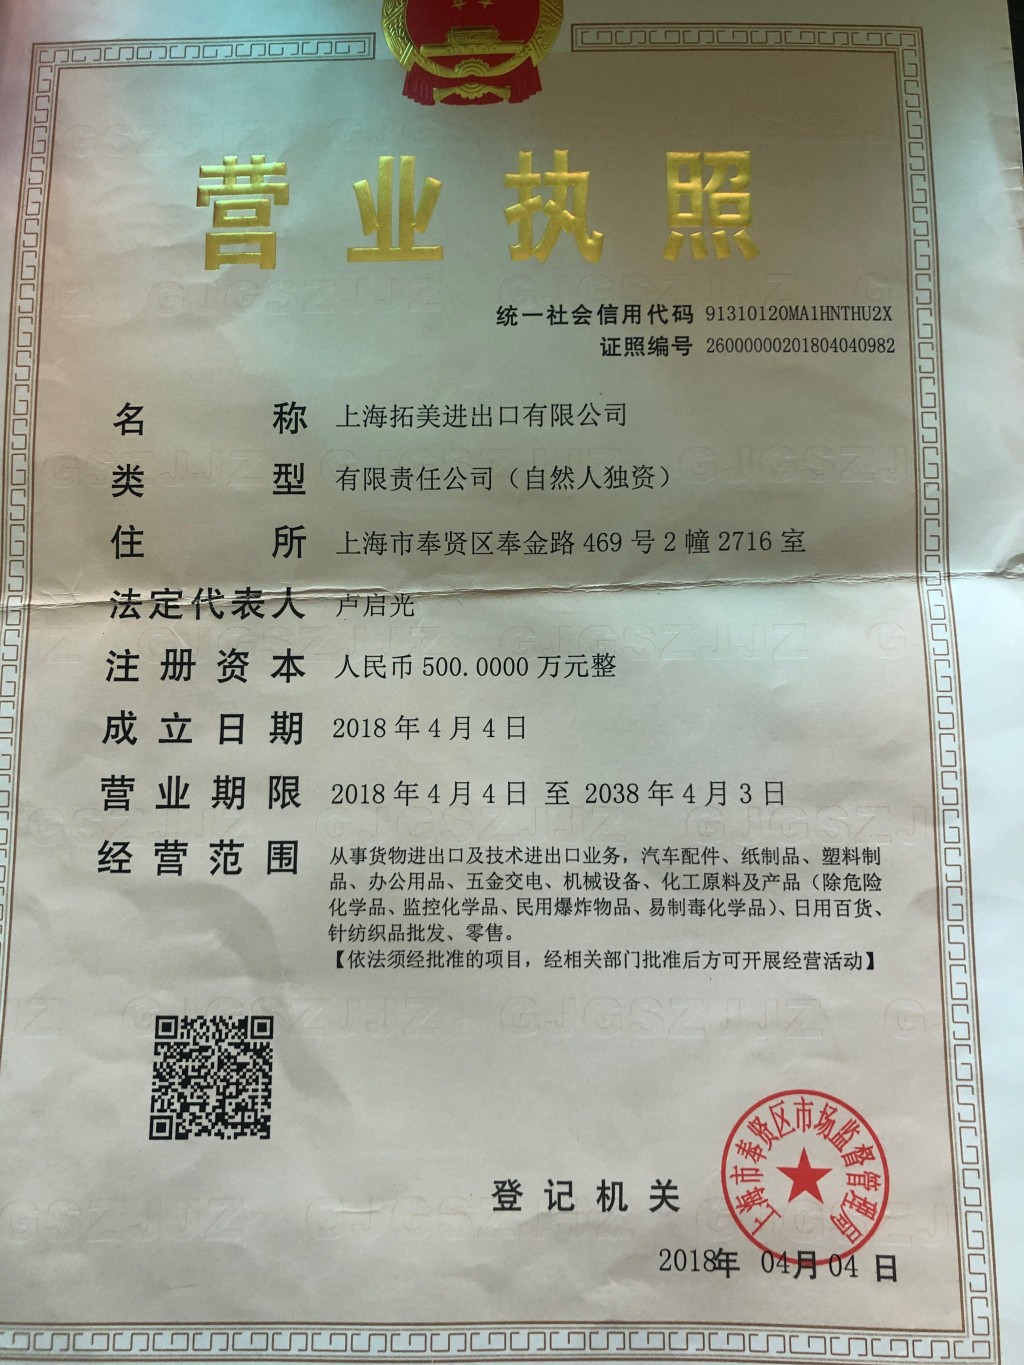 营业执照
统一社会信用代码 91310120MA1HNTHU2X
证照编号 26000000201804040982
名称 上海拓美进出口有限公司
类型 有限责任公司（自然人独资）
住所 上海市奉贤区奉金路469号2幢2716室
法定代表人 卢启光
注册资本 人民币500.0000万元整
成立日期 2018年4月4日
营业期限 2018年4月4日 至 2038年4月3日
经营范围 从事货物进出口及技术进出口业务，汽车配件、纸制品、塑料制
品、办公用品、五金交电、机械设备、化工原料及产品（除危险
化学品、监控化学品、民用爆炸物品、易制毒化学品）、日用百货、
针纺织品批发、零售。
【依法须经批准的项目，经相关部门批准后方可开展经营活动】
登记机关
上海市奉贤区市场监督管理局
2018年 04月04日